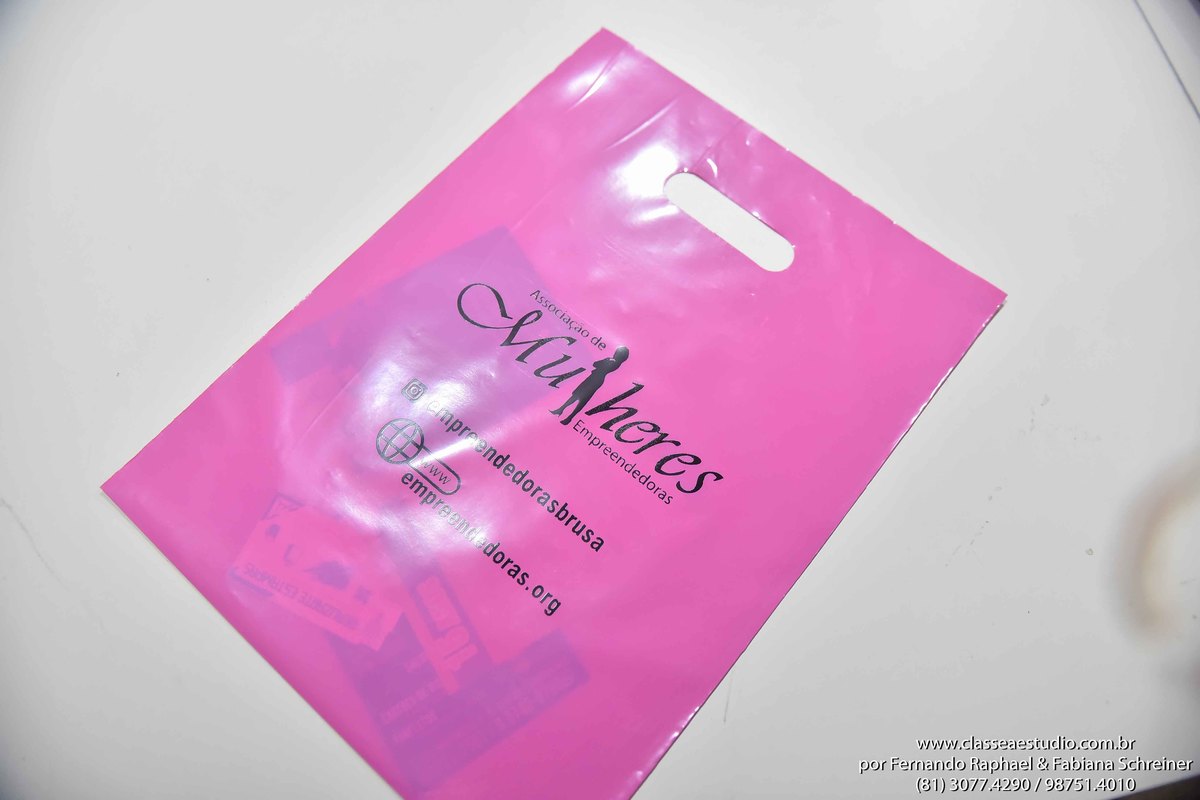 Associação de
Mulheres
Empreendedoras
empreendedorasbrusa
www
empreendedoras.org
www.classeaestudio.com.br
por Fernando Raphael & Fabiana Schreiner
(81) 3077.4290 / 98751.4010